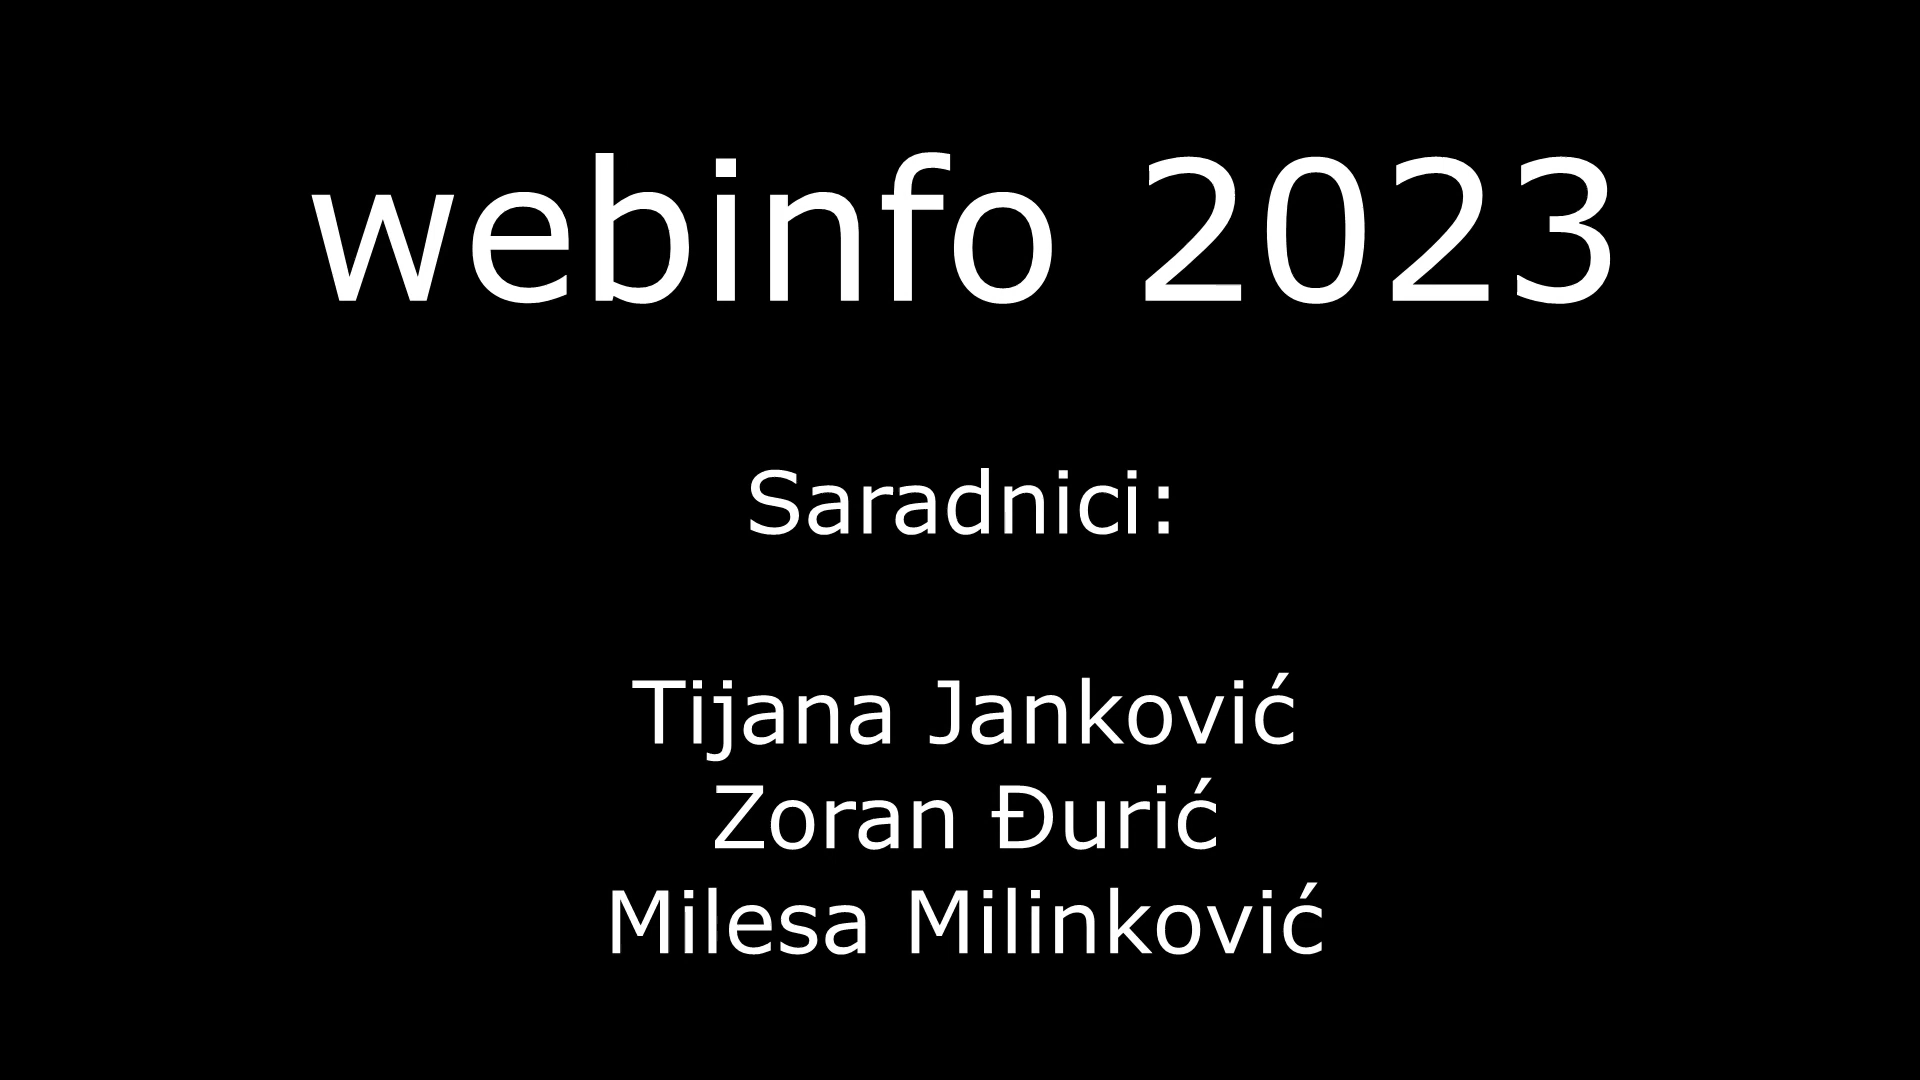 webinfo 2023
Saradnici:
Tijana Janković
Zoran Đurić
Milesa Milinković